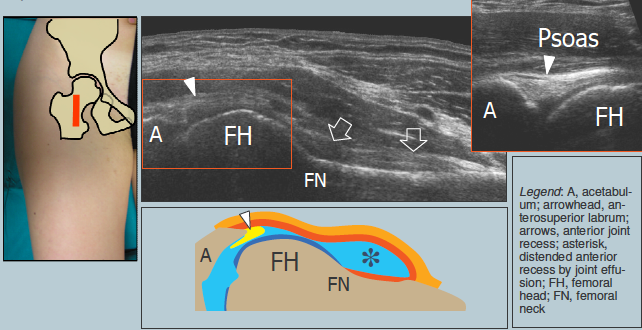 Psoas
A
FH
A
FH
FN
A
FH
FN
*
Legend: A, acetabul-
um; arrowhead, an-
terosuperior labrum;
arrows, anterior joint
recess; asterisk,
distended anterior
recess by joint effu-
sion; FH, femoral
head; FN, femoral
neck